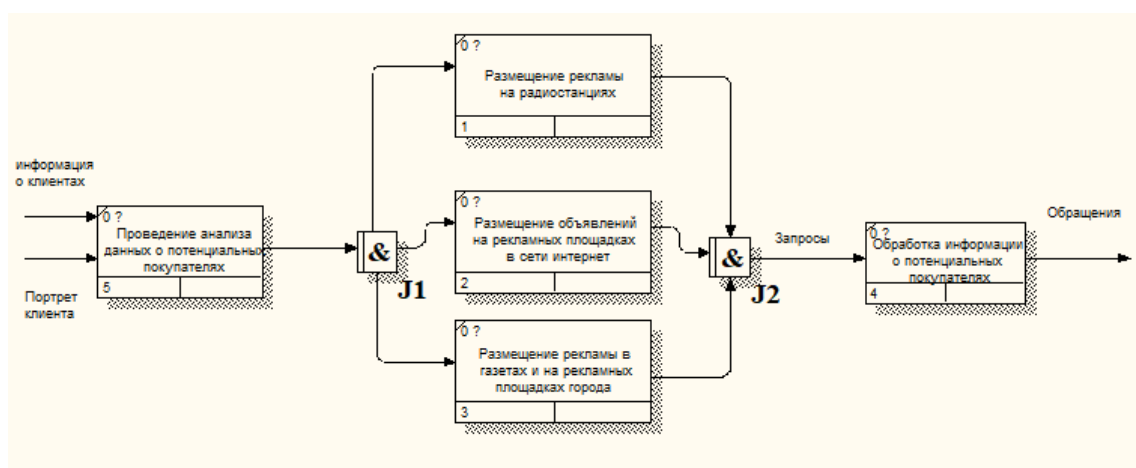 0 ?
Размещение рекламы
на радиостанциях
1
информация
о клиентах
Портрет
клиента
0 ?
Проведение анализа
данных о потенциальных
покупателях
5
&
J1
0 ?
Размещение объявлений
на рекламных площадках
в сети интернет
2
0 ?
Размещение рекламы в
газетах и на рекламных
площадках города
3
&
J2
Запросы
0 ?
Обработка информации
о потенциальных
покупателях
4
Обращения